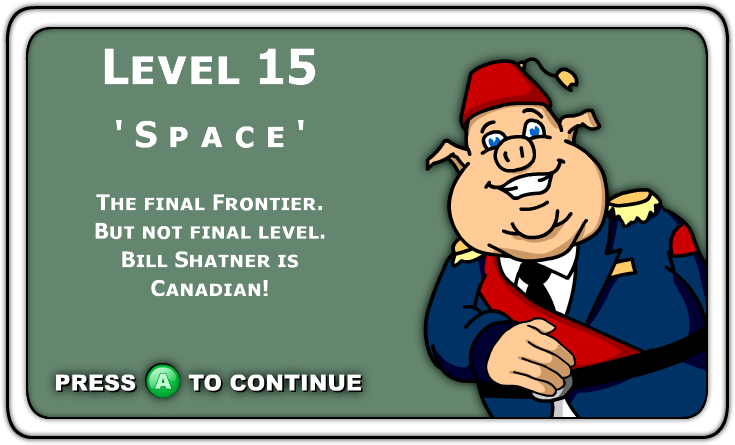 Level 15
'Space'
The final Frontier.
But not final level.
Bill Shatner is
Canadian!
PRESS A TO CONTINUE